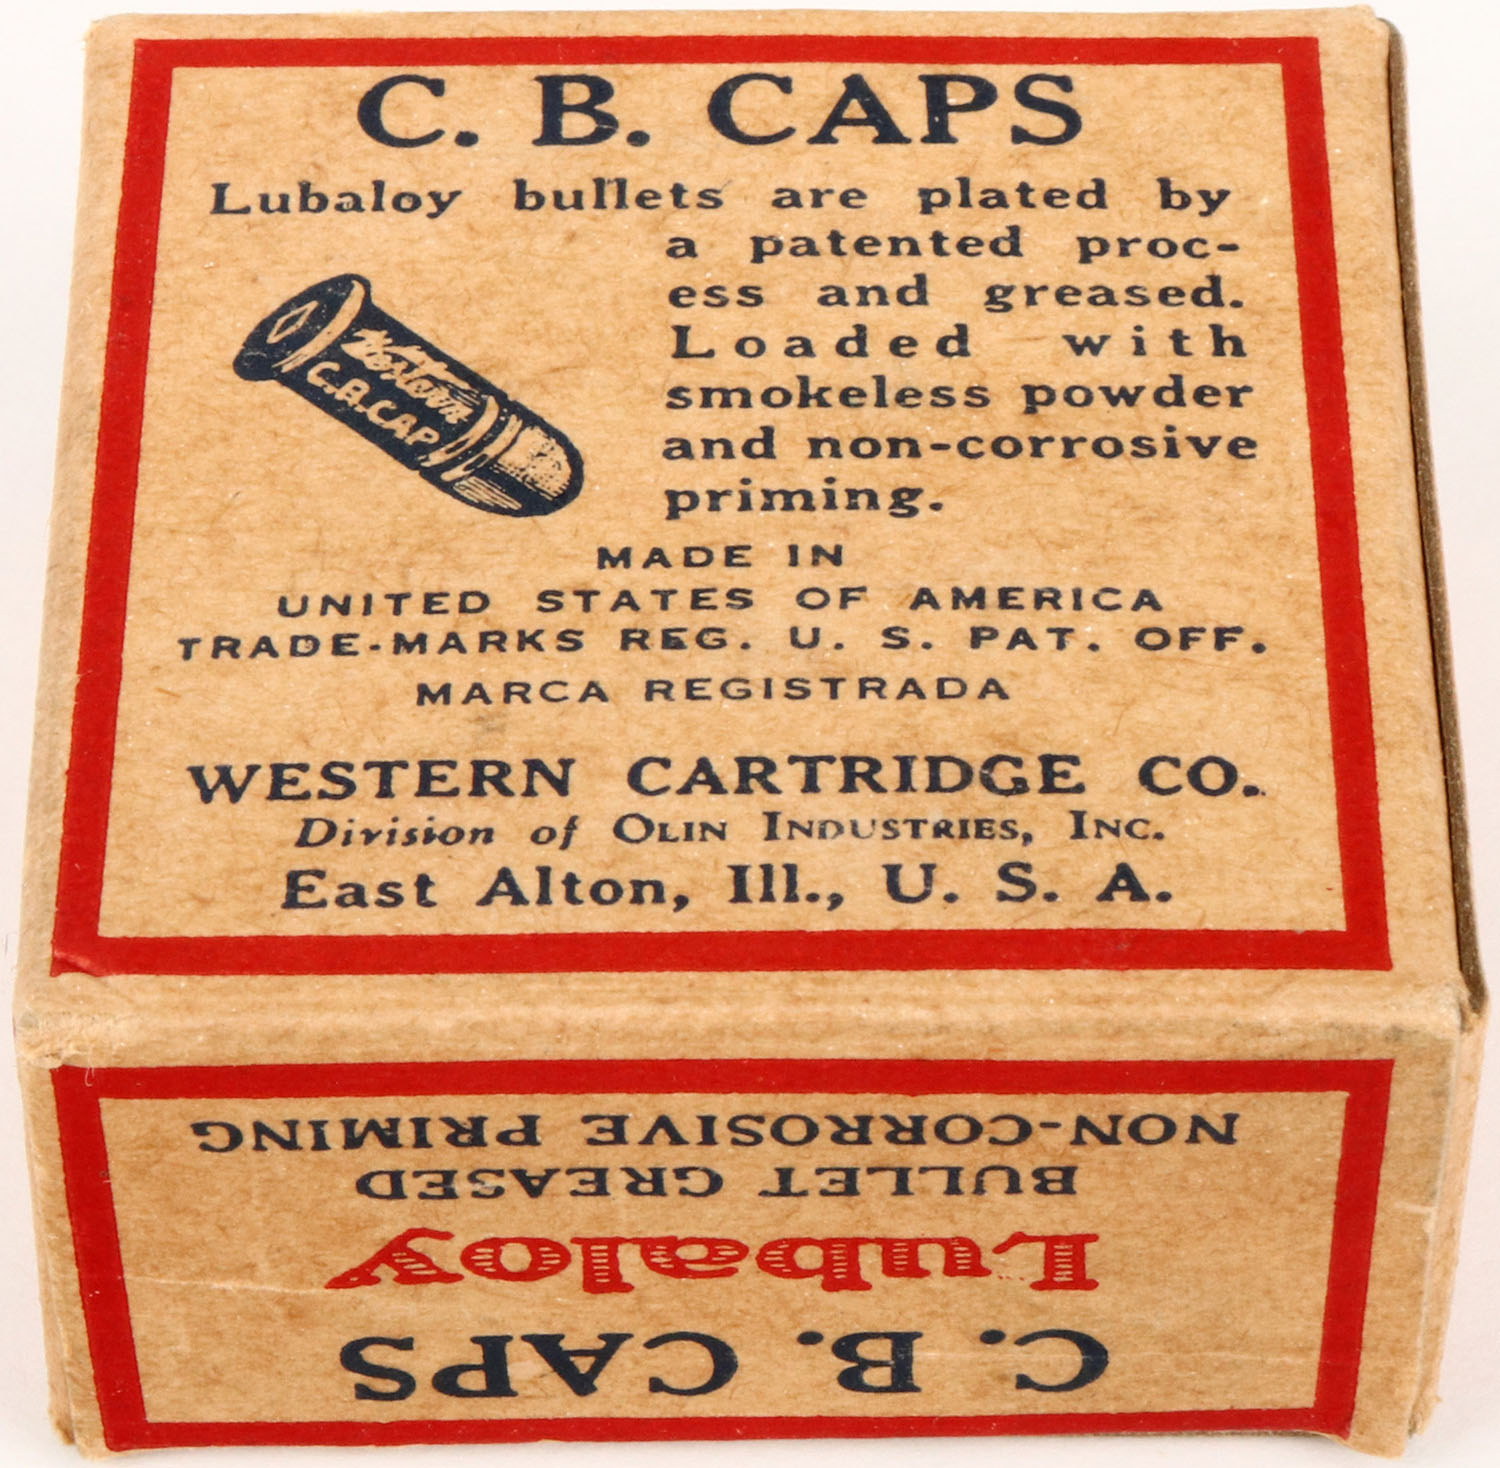 C. B. CAPS
Lubaloy bullets are plated by
a patented proc-
ess and greased.
Loaded with
smokeless powder
and non-corrosive
priming.
Western
C.B.CAP
MADE IN
UNITED STATES OF AMERICA
TRADE-MARKS REG. U. S. PAT. OFF.
MARCA REGISTRADA
WESTERN CARTRIDGE CO.
Division of OLIN INDUSTRIES, INC.
East Alton, Ill., U. S. A.
C. B. CAPS
Lubaloy
BULLET GREASED
NON-CORROSIVE PRIMING